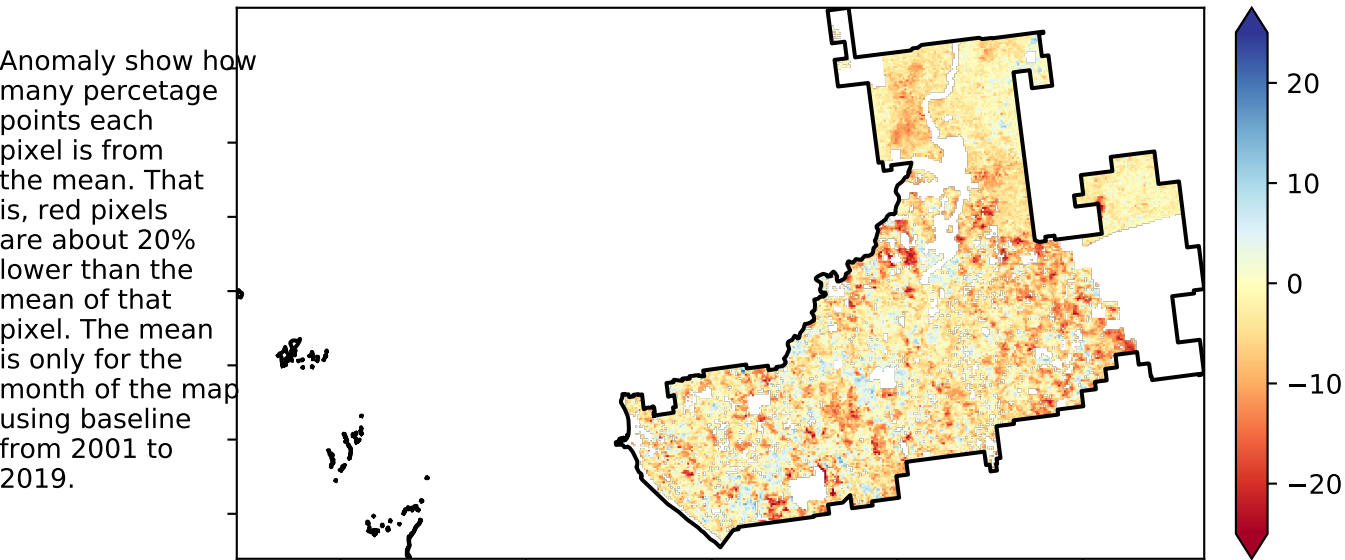 Anomaly show how
many percetage
points each
pixel is from
the mean. That
is, red pixels
are about 20%
lower than the
mean of that
pixel. The mean
is only for the
month of the map
using baseline
from 2001 to
2019.
20
10
0
−10
−20